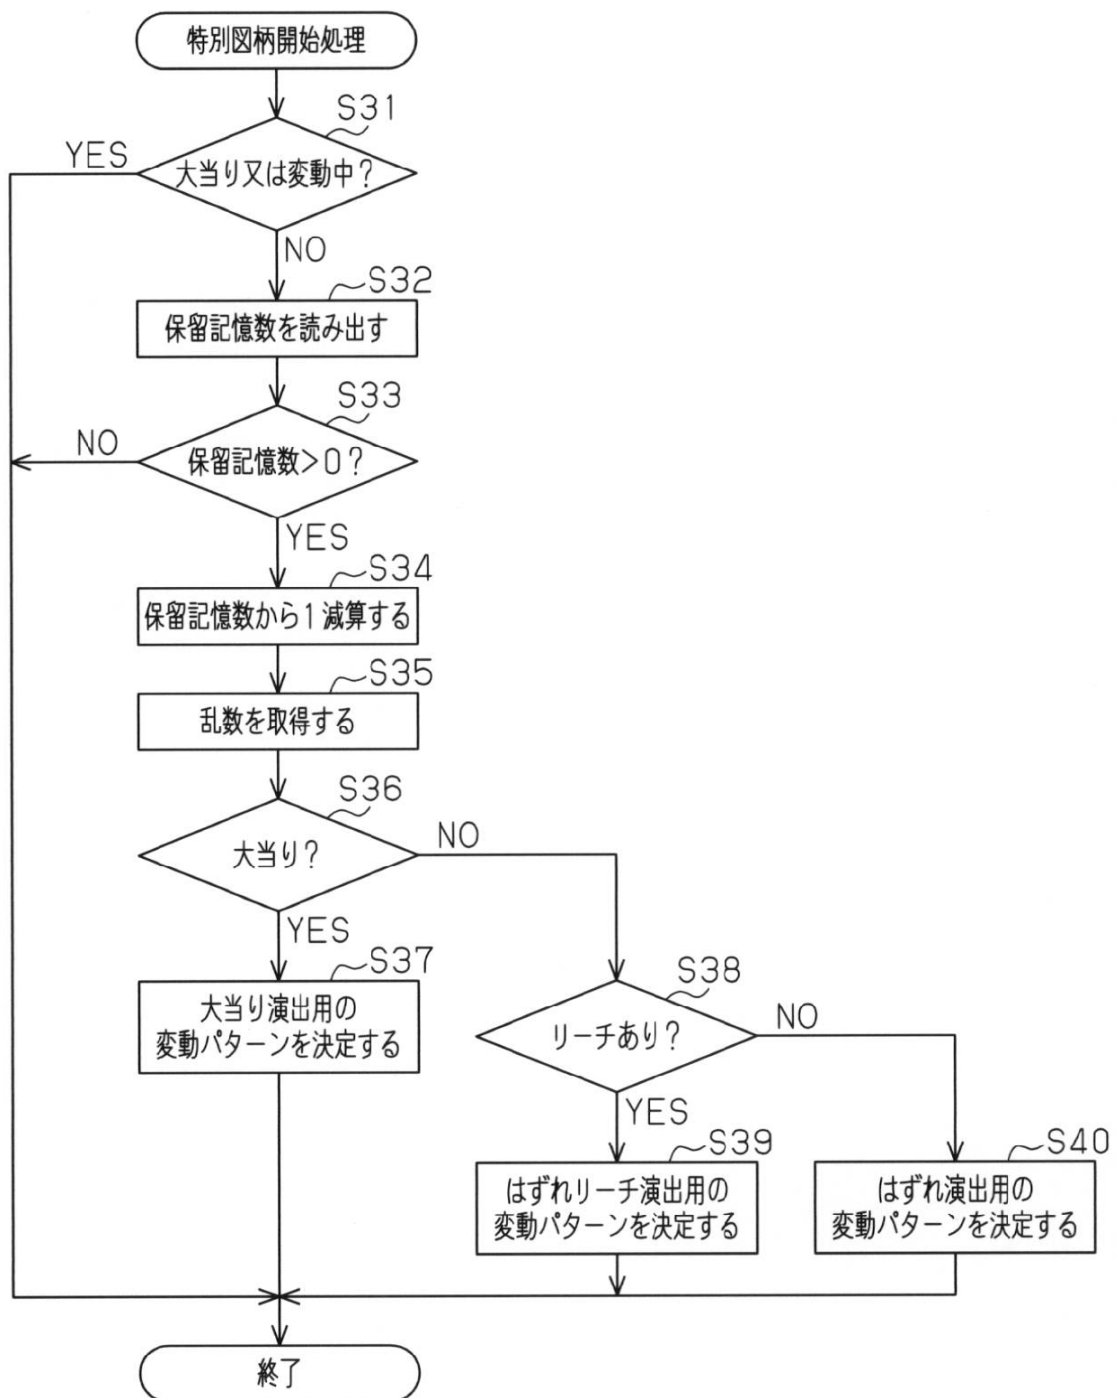 特別図柄開始処理
S31
YES
大当り又は変動中?
NO
S32
保留記憶数を読み出す
S33
NO
保留記憶数>0?
YES
S34
保留記憶数から1減算する
S35
乱数を取得する
S36
大当り?
NO
YES
S37
大当り演出用の
変動パターンを決定する
S38
リーチあり?
NO
YES
S39
はずれリーチ演出用の
変動パターンを決定する
S40
はずれ演出用の
変動パターンを決定する
終了